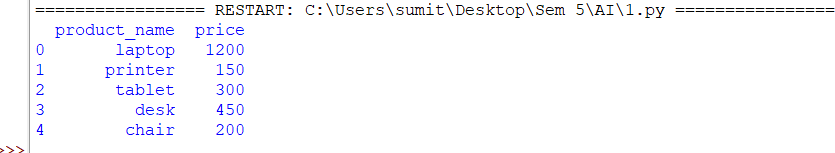 ================= RESTART: C:\Users\sumit\Desktop\Sem 5\AI\1.py ================
product_name price
0 laptop 1200
1 printer 150
2 tablet 300
3 desk 450
4 chair 200
>>>